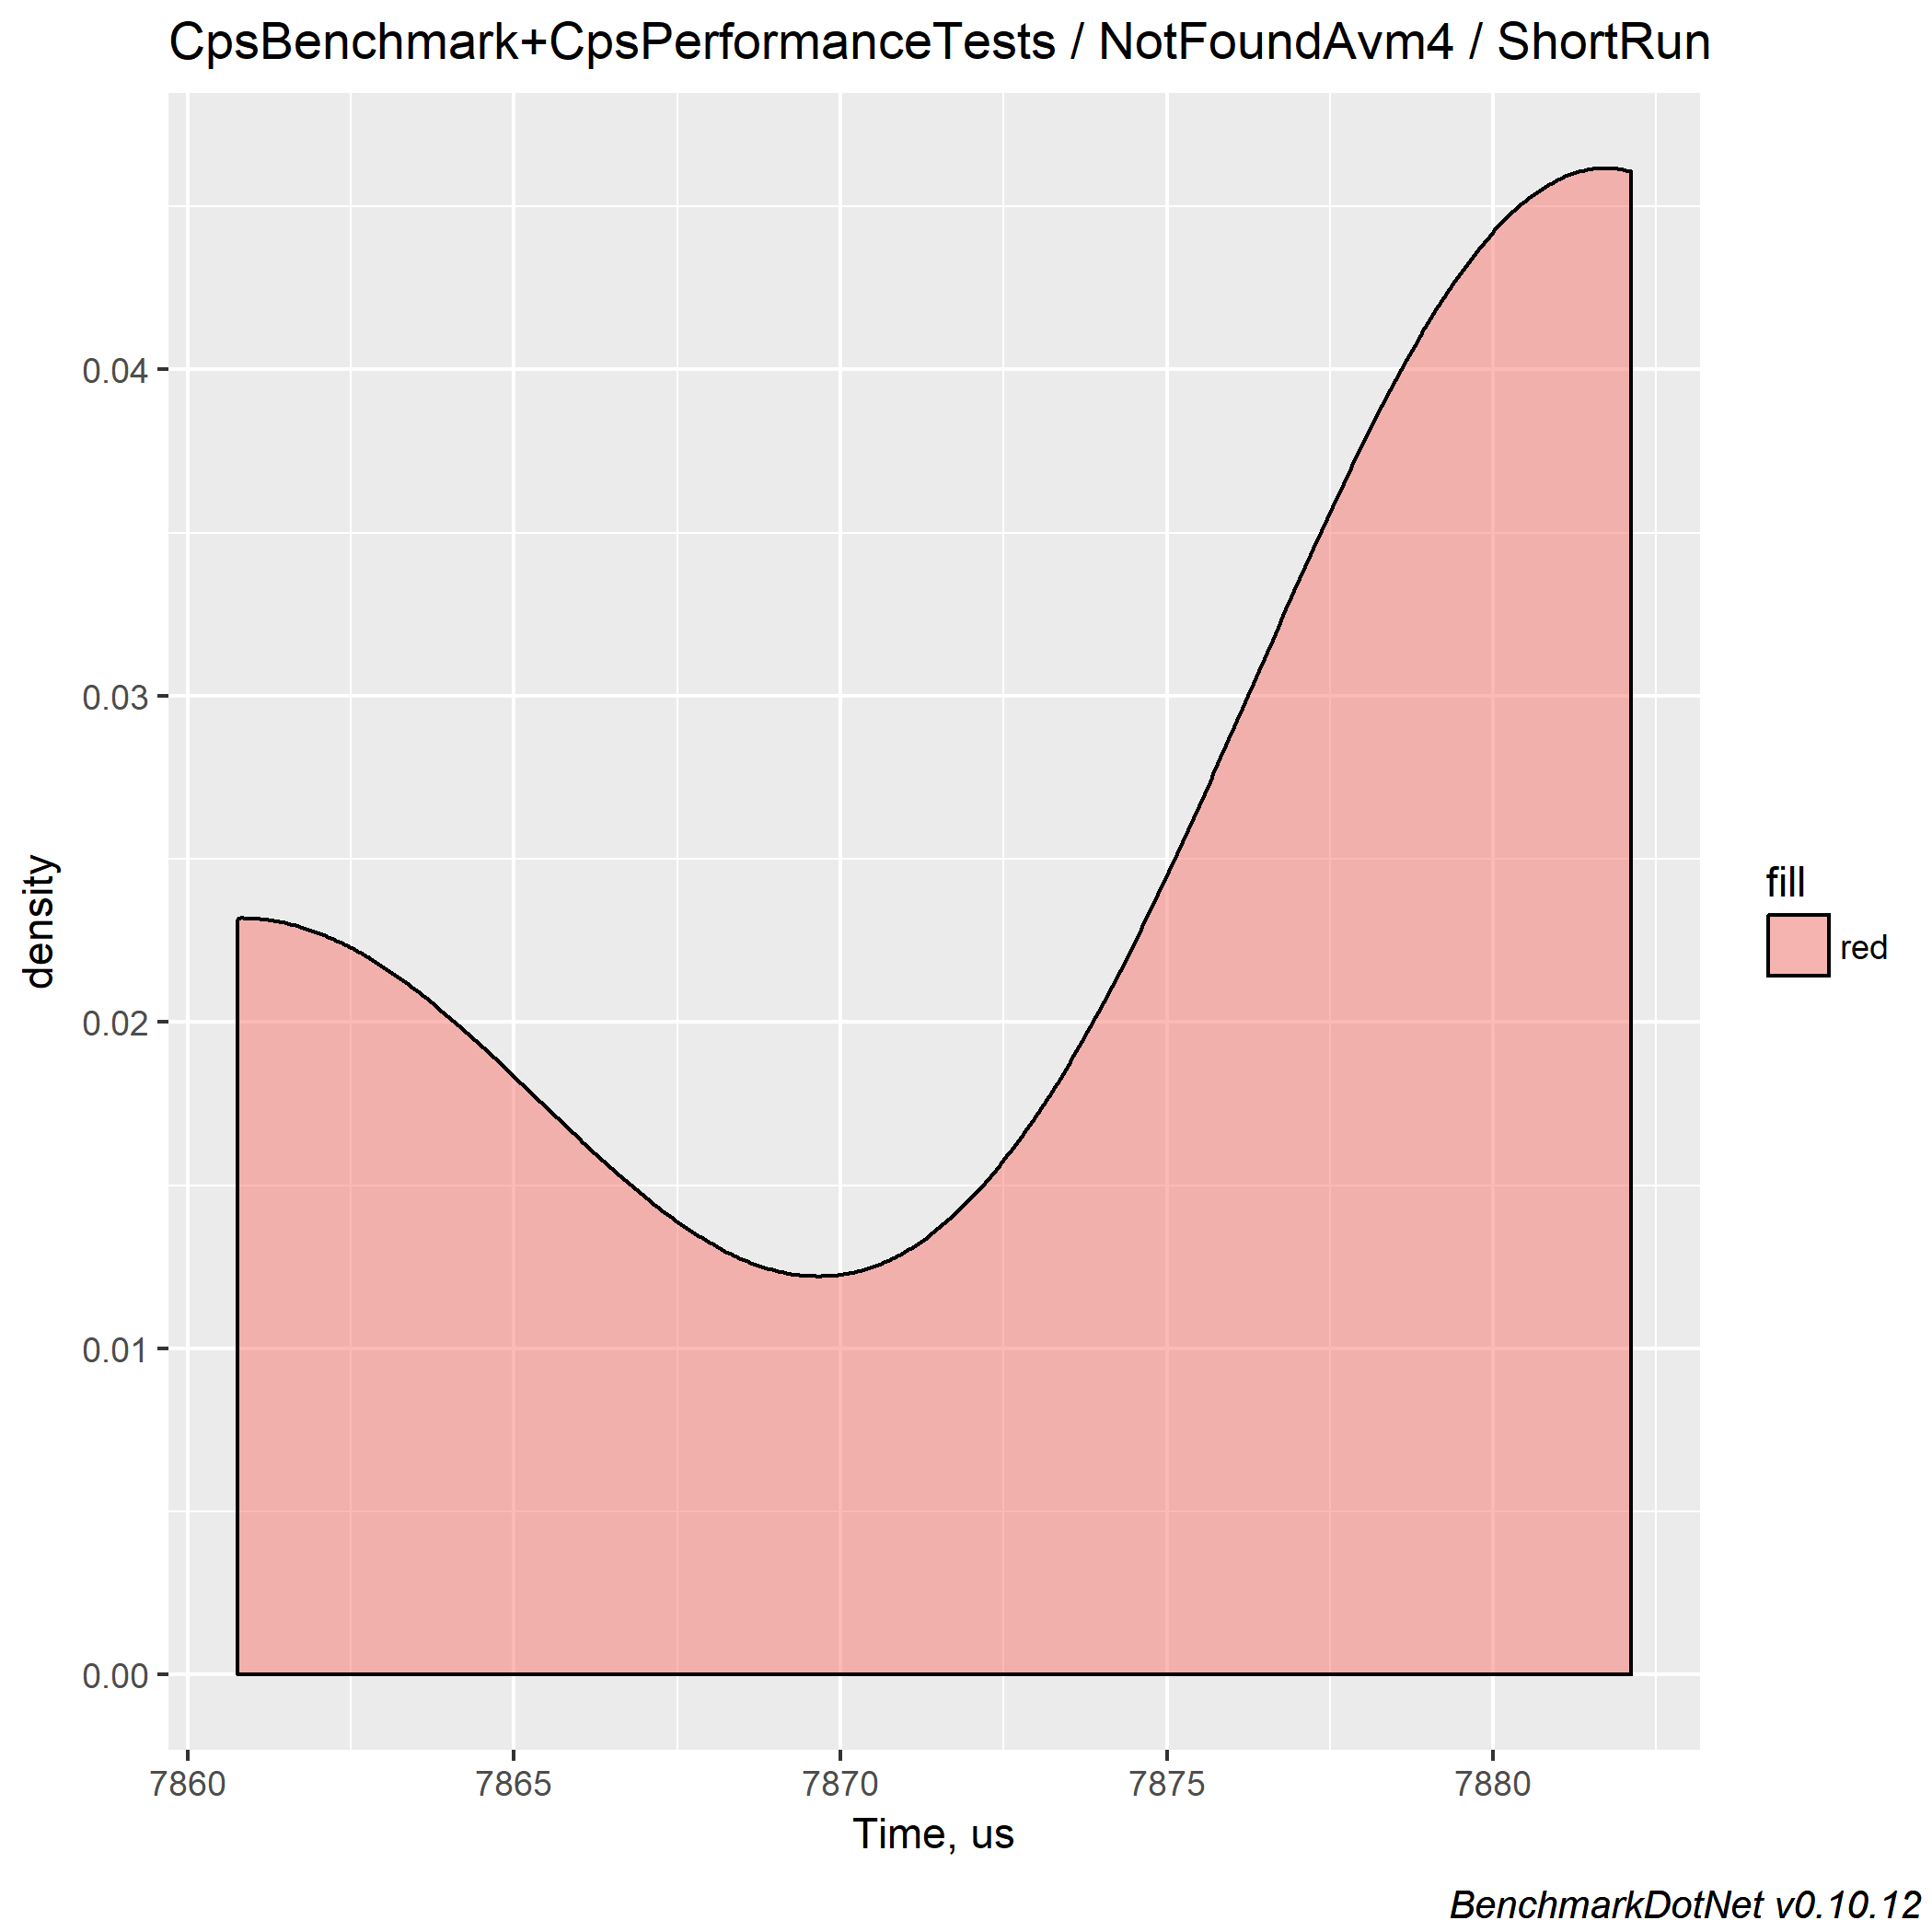 CpsBenchmark+CpsPerformanceTests / NotFoundAvm4 / ShortRun
density
0.04
0.03
0.02
0.01
0.00
7860 7865 7870 7875 7880
Time, us
fill
red
BenchmarkDotNet v0.10.12